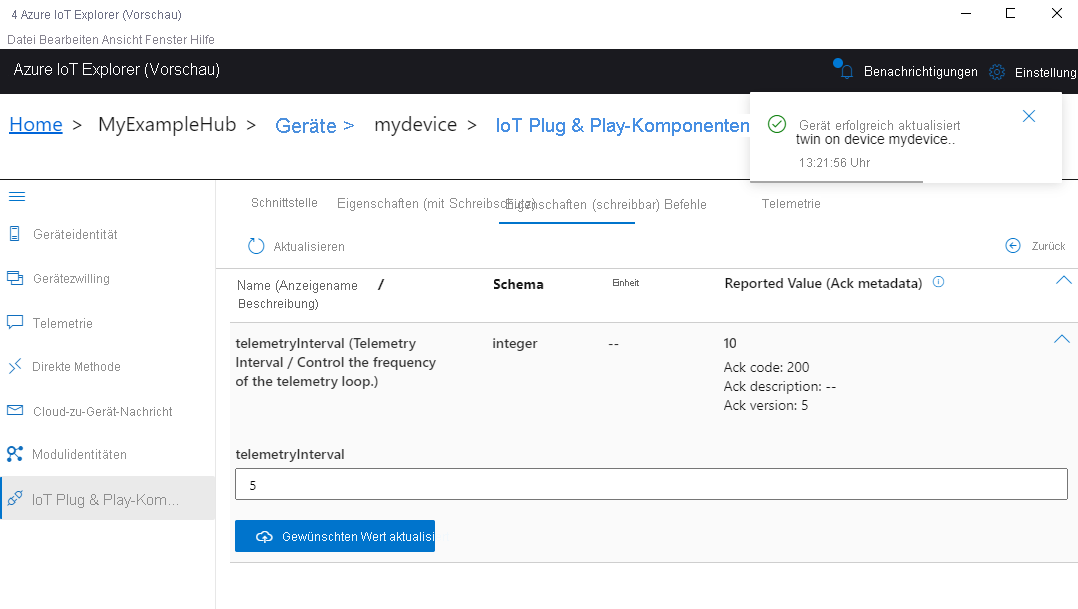 4 Azure IoT Explorer (Vorschau)
Datei Bearbeiten Ansicht Fenster Hilfe
Azure IoT Explorer (Vorschau)
Benachrichtigungen
Einstellung
Home > MyExampleHub > Geräte > mydevice > IoT Plug & Play-Komponenten
Gerät erfolgreich aktualisiert
twin on device mydevice..
13:21:56 Uhr
Geräteidentität
Gerätezwilling
Telemetrie
Direkte Methode
Cloud-zu-Gerät-Nachricht
Modulidentitäten
IoT Plug & Play-Kom...
Schnittstelle
Eigenschaften (mit Schreibschutz)
Eigenschaften (schreibbar) Befehle
Telemetrie
Aktualisieren
Zurück
Name (Anzeigename /
Beschreibung)
Schema
Einheit
Reported Value (Ack metadata)
telemetryInterval (Telemetry
Interval / Control the frequency
of the telemetry loop.)
integer
--
10
Ack code: 200
Ack description: --
Ack version: 5
telemetryInterval
5
Gewünschten Wert aktualisi